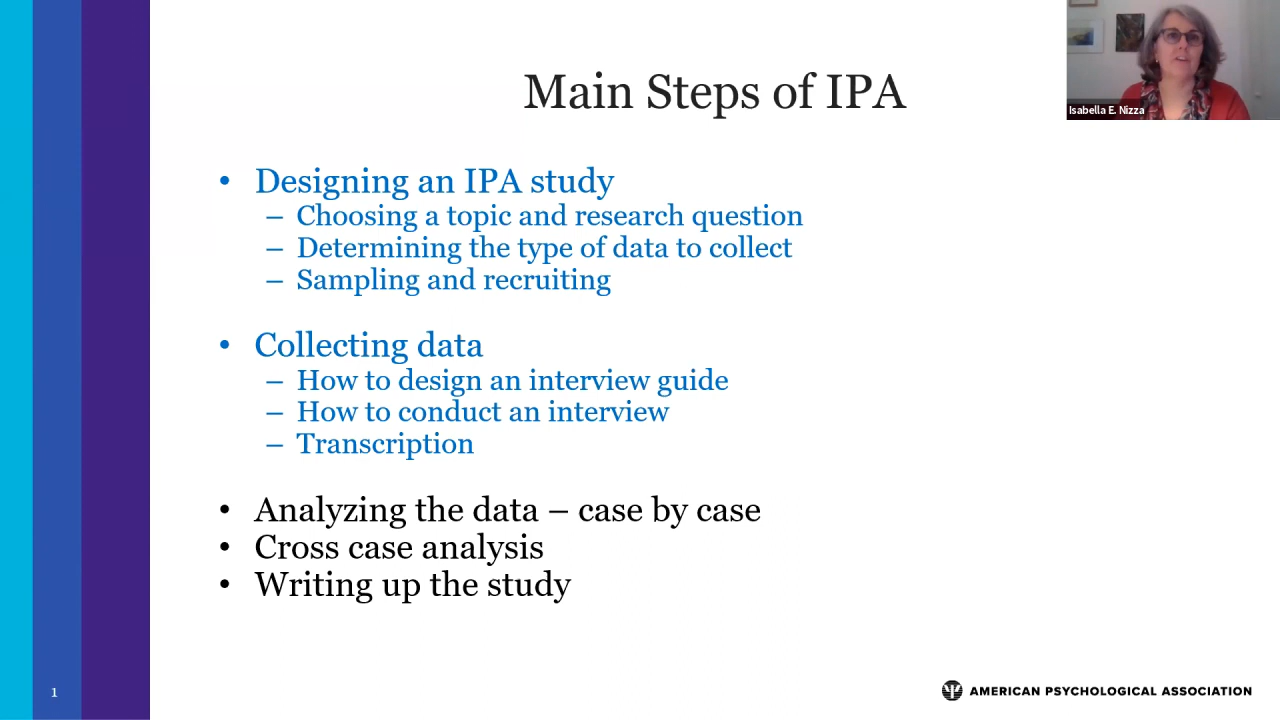 Main Steps of IPA
Isabella E. Nizza
• Designing an IPA study
– Choosing a topic and research question
– Determining the type of data to collect
– Sampling and recruiting
• Collecting data
– How to design an interview guide
– How to conduct an interview
– Transcription
• Analyzing the data – case by case
• Cross case analysis
• Writing up the study
1
AMERICAN PSYCHOLOGICAL ASSOCIATION